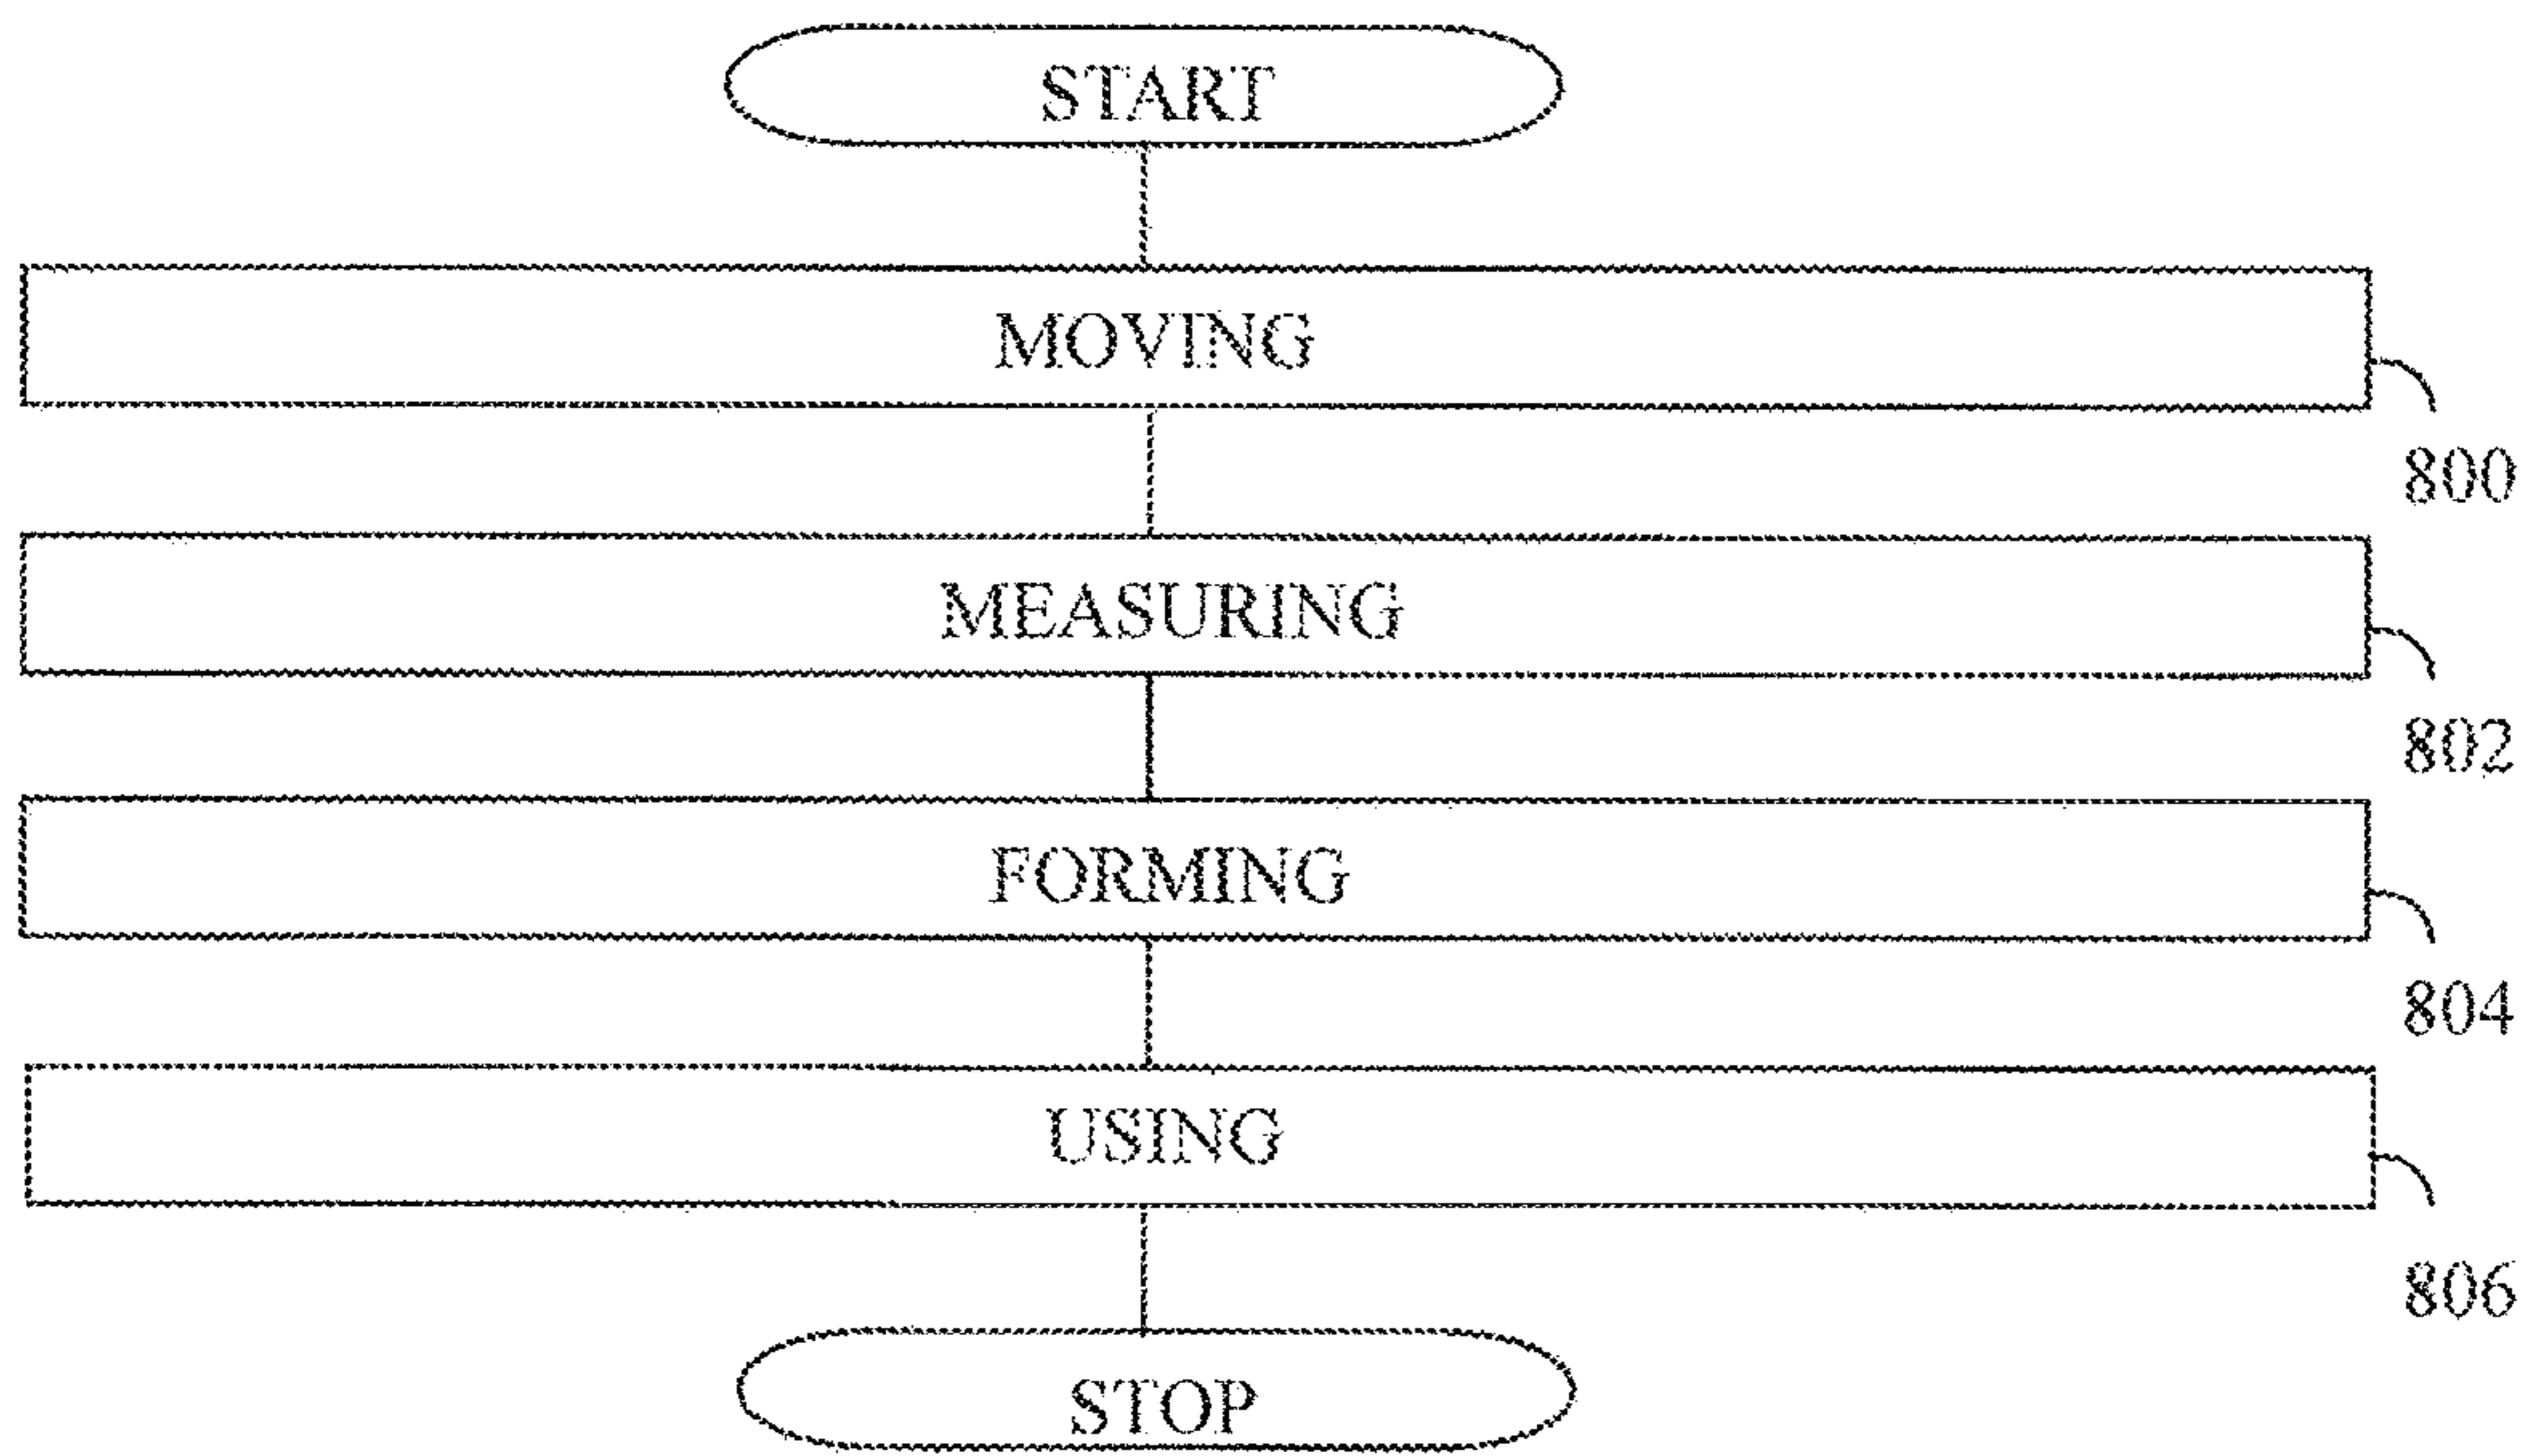 START
MOVING
800
MEASURING
802
FORMING
804
USING
806
STOP